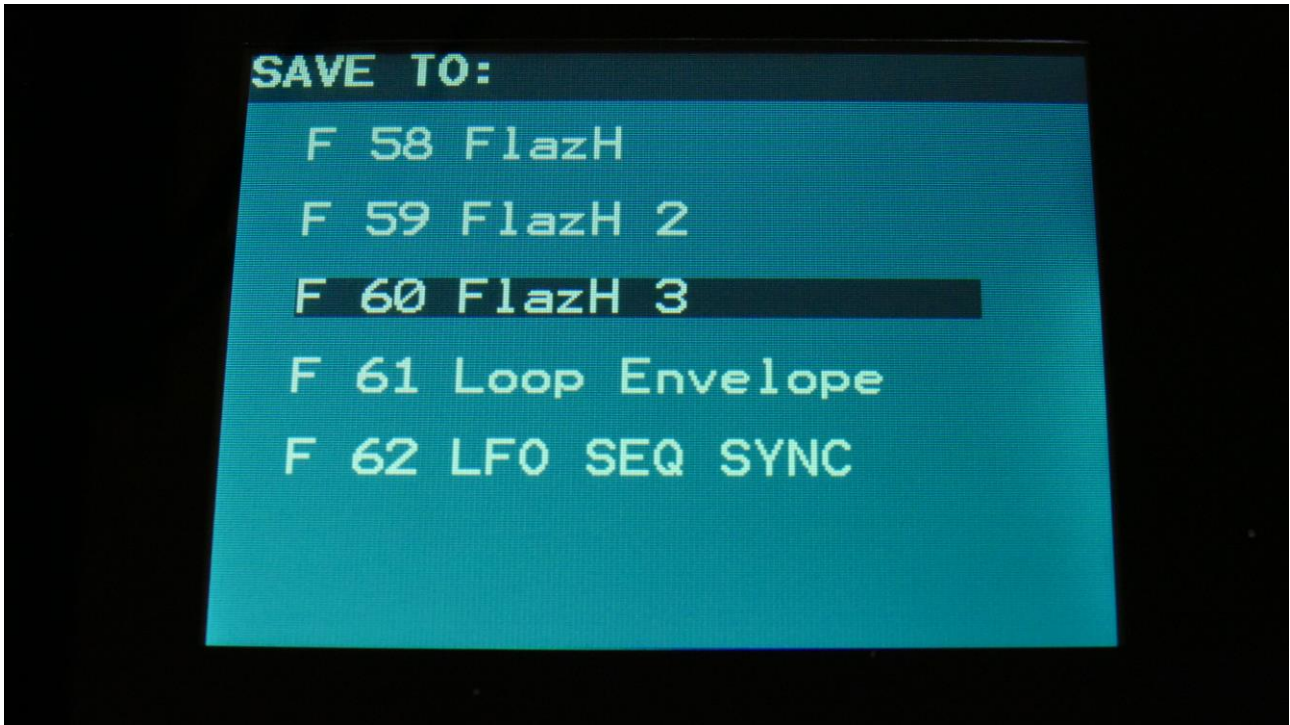 SAVE TO:
F 58 FlazH
F 59 FlazH 2
F 60 FlazH 3
F 61 Loop Envelope
F 62 LFO SEQ SYNC